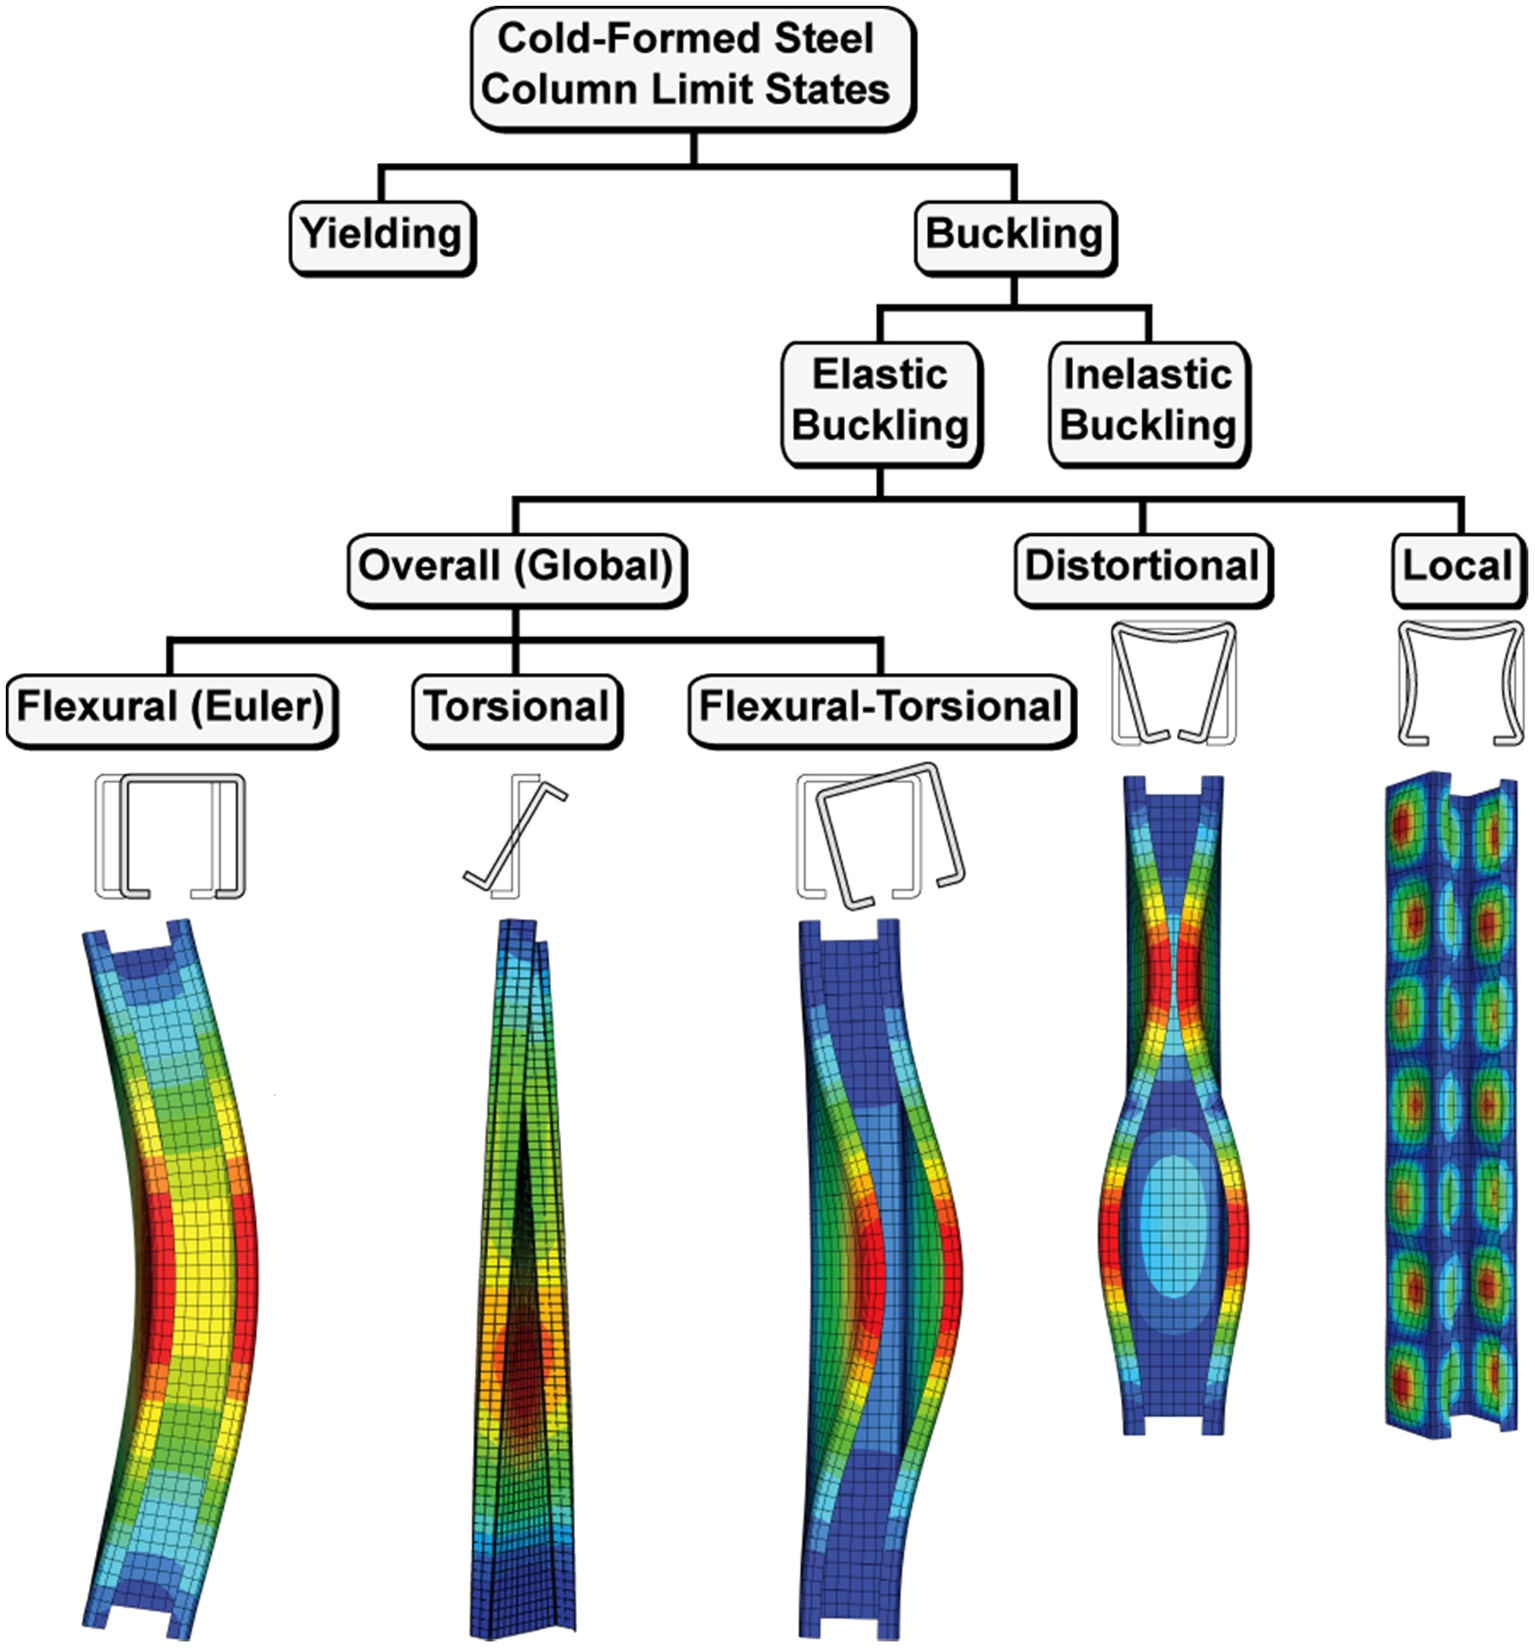 Cold-Formed Steel
Column Limit States
Yielding
Buckling
Elastic
Buckling
Inelastic
Buckling
Overall (Global)
Distortional
Local
Flexural (Euler)
Torsional
Flexural-Torsional